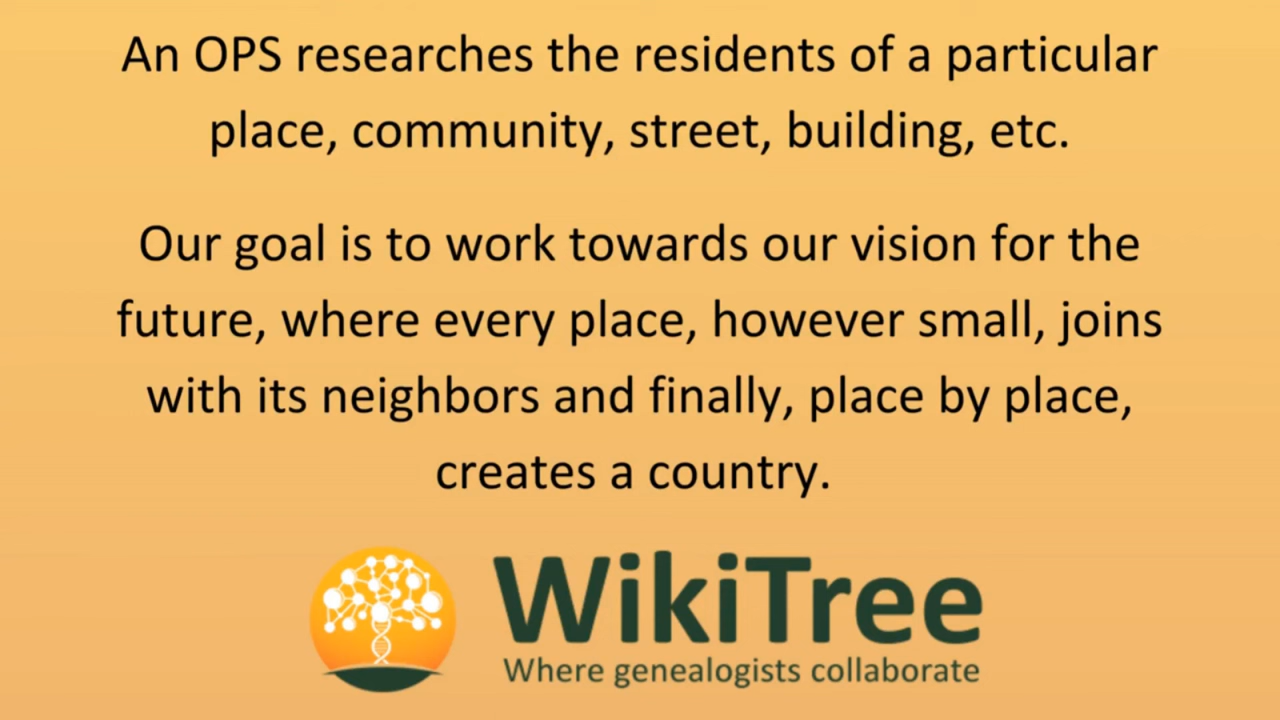 An OPS researches the residents of a particular
place, community, street, building, etc.
Our goal is to work towards our vision for the
future, where every place, however small, joins
with its neighbors and finally, place by place,
creates a country.
WikiTree
Where genealogists collaborate